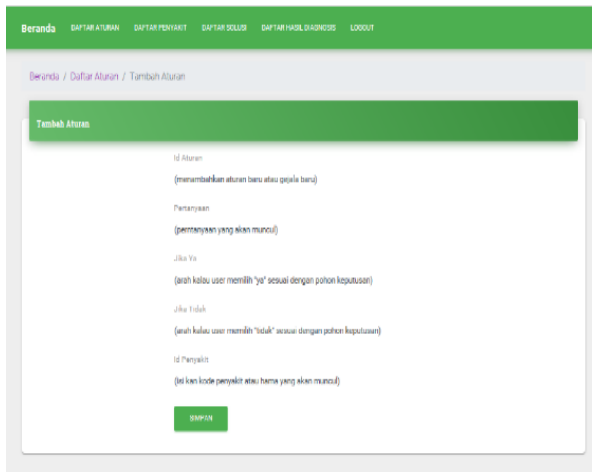 Beranda DAFTAR ATURAN DAFTAR PENYAKIT DAFTAR SOLUSI DAFTAR HASIL DIAGNOSIS LOGOUT
Beranda / Daftar Aturan / Tambah Aturan
Tambah Aturan
Id Aturan
(menambahkan aturan baru atau gejala baru)
Pertanyaan
(perntanyaan yang akan muncul)
Jika Ya
(arah kalau user memilih "ya" sesuai dengan pohon keputusan)
Jika Tidak
(arah kalau user memilih "tidak" sesuai dengan pohon keputusan)
Id Penyakit
(isi kan kode penyakit atau hama yang akan muncul)
SIMPAN